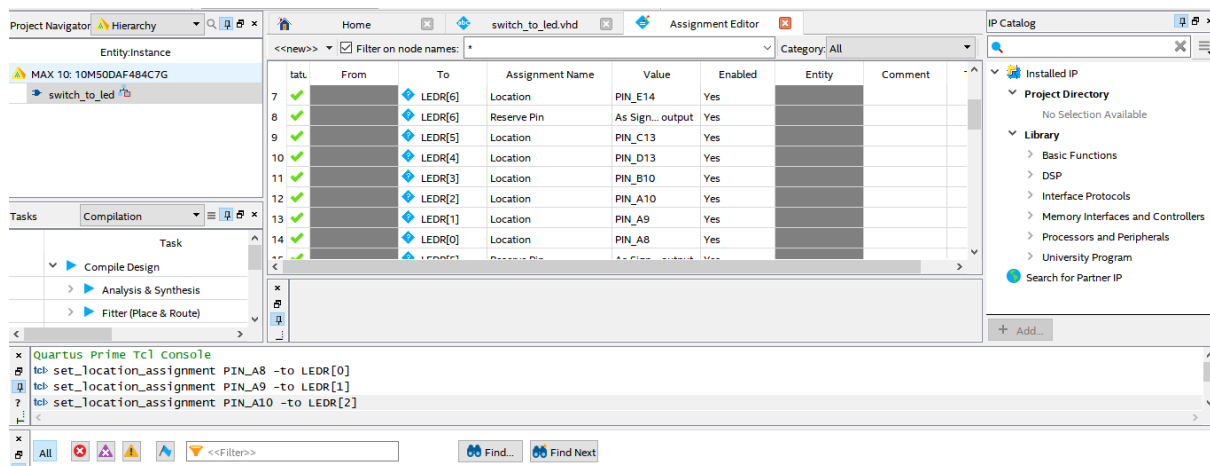 Project Navigator Hierarchy
Entity:Instance
MAX 10: 10M50DAF484C7G
switch_to_led
Tasks Compilation
Task
Compile Design
Analysis & Synthesis
Fitter (Place & Route)
Home abc switch_to_led.vhd Assignment Editor
<<new>> Filter on node names: * Category: All
tatu From To Assignment Name Value Enabled Entity Comment
7 LEDR[6] Location PIN_E14 Yes
8 LEDR[6] Reserve Pin As Sign... output Yes
9 LEDR[5] Location PIN_C13 Yes
10 LEDR[4] Location PIN_D13 Yes
11 LEDR[3] Location PIN_B10 Yes
12 LEDR[2] Location PIN_A10 Yes
13 LEDR[1] Location PIN_A9 Yes
14 LEDR[0] Location PIN_A8 Yes
IP Catalog
Installed IP
Project Directory
No Selection Available
Library
Basic Functions
DSP
Interface Protocols
Memory Interfaces and Controllers
Processors and Peripherals
University Program
Search for Partner IP
+ Add...
Quartus Prime Tcl Console
tcl> set_location_assignment PIN_A8 -to LEDR[0]
tcl> set_location_assignment PIN_A9 -to LEDR[1]
tcl> set_location_assignment PIN_A10 -to LEDR[2]
All <<Filter>> Find... Find Next